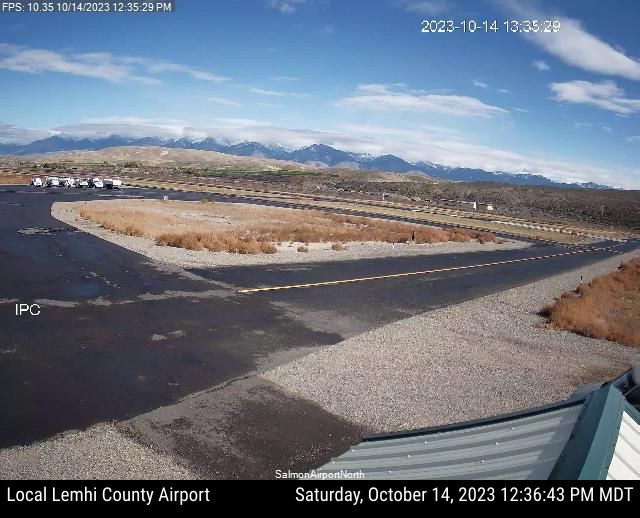 FPS: 10.35 10/14/2023 12:35:29 PM
2023-10-14 13:35:29
IPC
SalmonAirportNorth
Local Lemhi County Airport Saturday, October 14, 2023 12:36:43 PM MDT